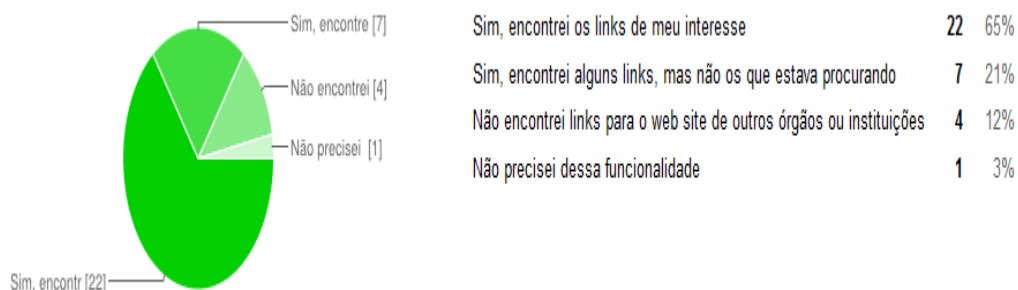 Sim, encontre [7]
Não encontrei [4]
Não precisei [1]
Sim, encontr [22]
Sim, encontrei os links de meu interesse 22 65%
Sim, encontrei alguns links, mas não os que estava procurando 7 21%
Não encontrei links para o web site de outros órgãos ou instituições 4 12%
Não precisei dessa funcionalidade 1 3%